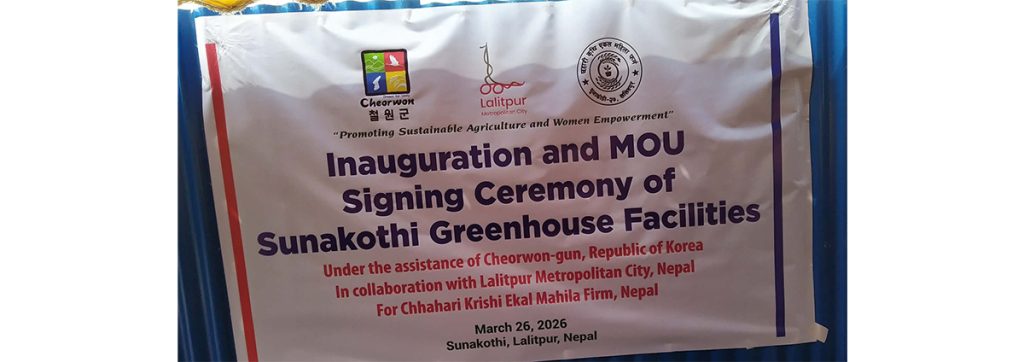 Cheorwon
철원군
Lalitpur
Metropolitan City
"Promoting Sustainable Agriculture and Women Empowerment"
Inauguration and MOU
Signing Ceremony of
Sunakothi Greenhouse Facilities
Under the assistance of Cheorwon-gun, Republic of Korea
In collaboration with Lalitpur Metropolitan City, Nepal
For Chhahari Krishi Ekal Mahila Firm, Nepal
March 26, 2026
Sunakothi, Lalitpur, Nepal